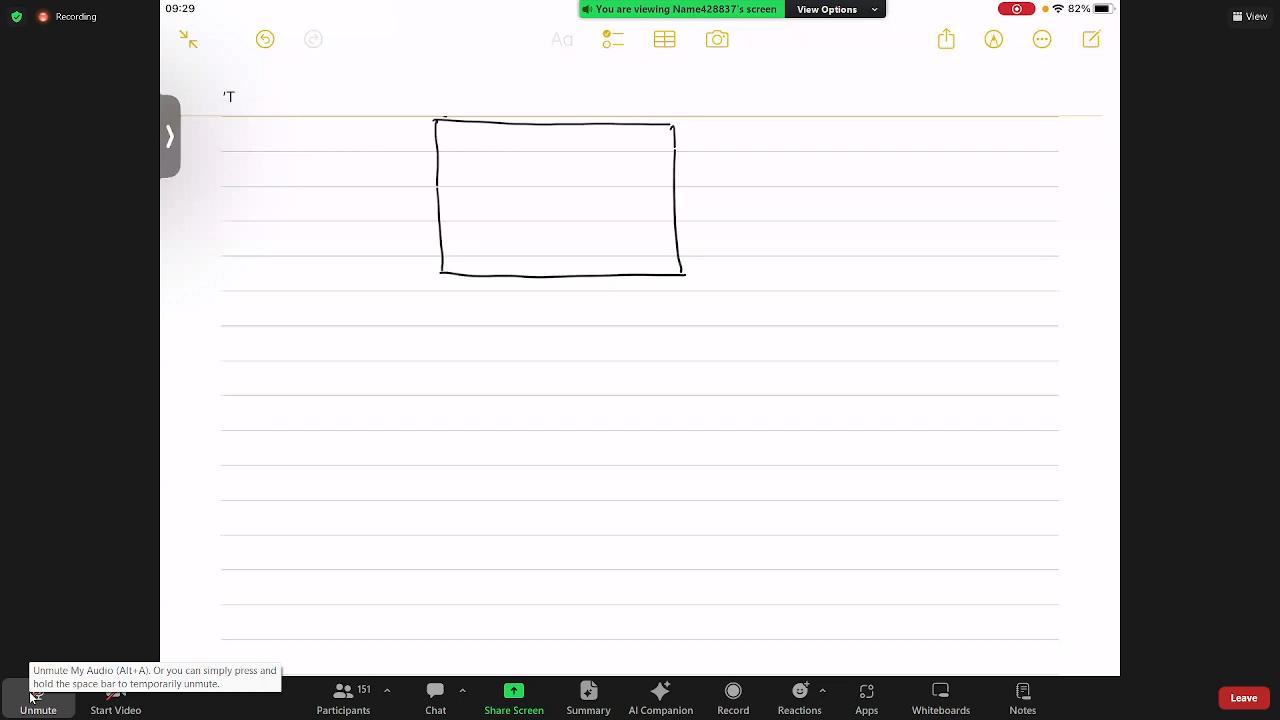 09:29
Recording
You are viewing Name428837's screen
View Options
82%
View
Aa
'T
Unmute My Audio (Alt+A). Or you can simply press and
hold the space bar to temporarily unmute.
Unmute
Start Video
Participants
151
Chat
Share Screen
Summary
AI Companion
Record
Reactions
Apps
Whiteboards
Notes
Leave